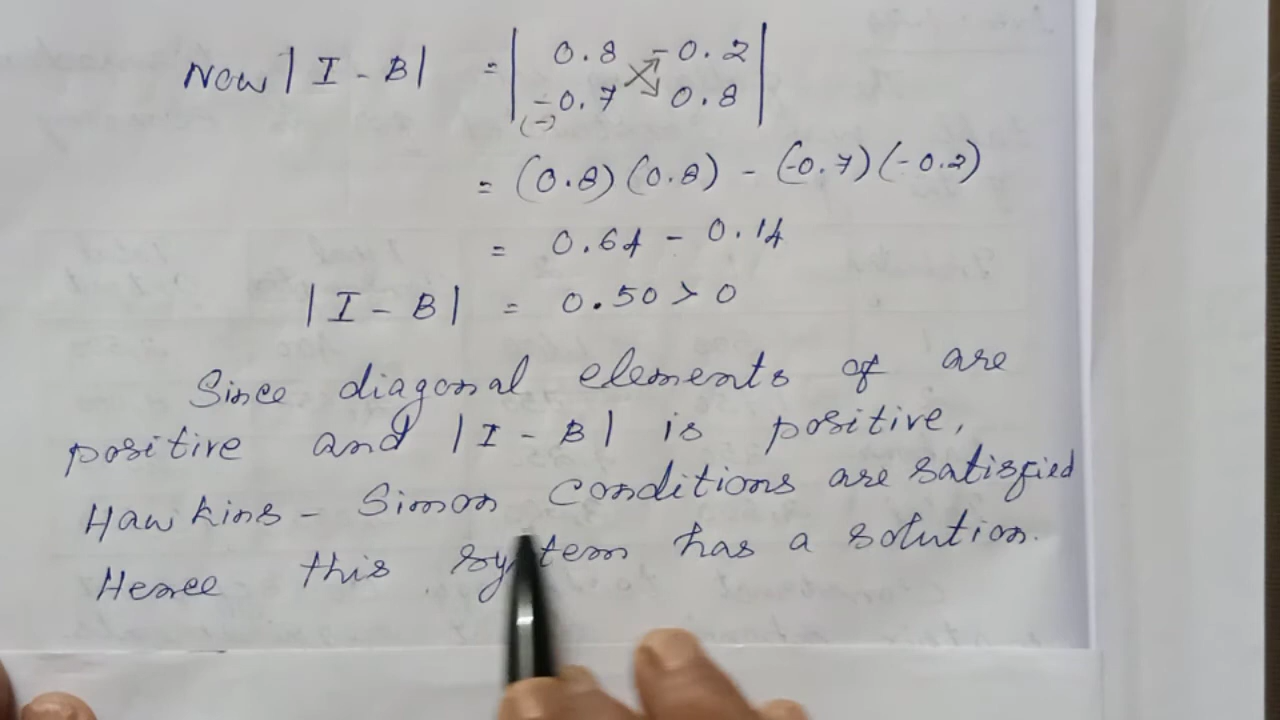 Now |I - B| = | 0.8 -0.2 |
| -0.7 0.8 |
(-)
= (0.8)(0.8) - (-0.7)(-0.2)
= 0.64 - 0.14
|I - B| = 0.50 > 0
Since diagonal elements of are
positive and |I - B| is positive,
Hawkins - Simon conditions are satisfied
Hence this system has a solution.